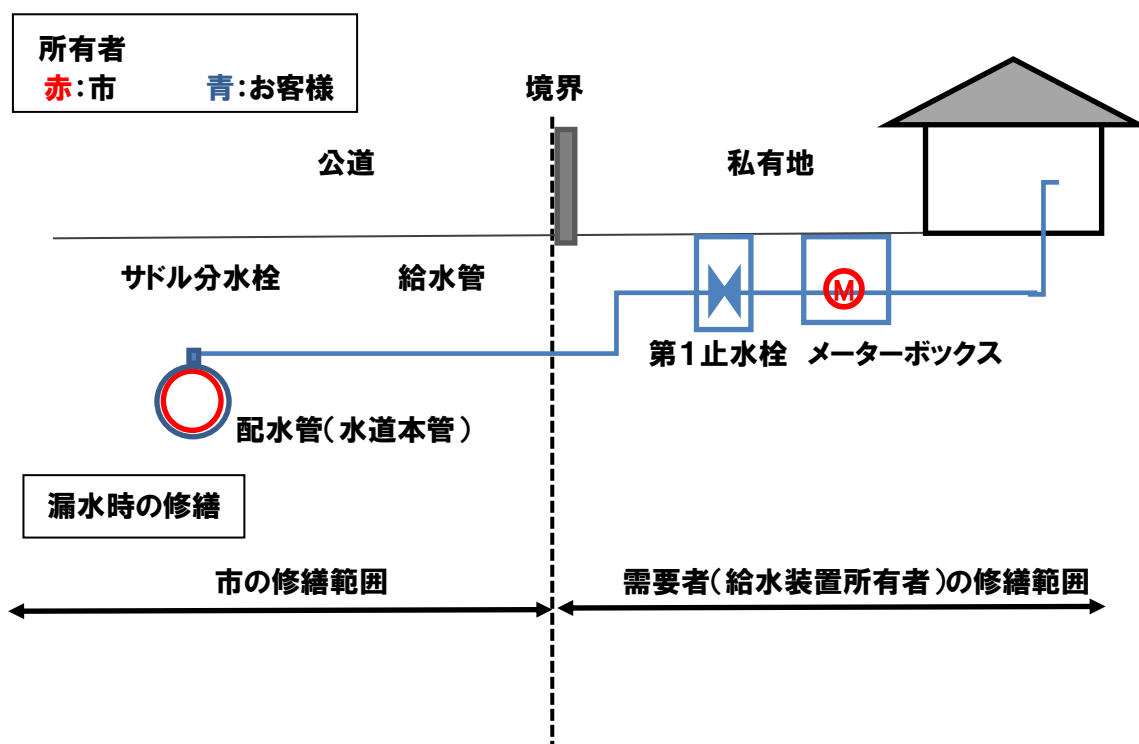 所有者
赤:市 青:お客様
境界
公道
私有地
サドル分水栓
給水管
M
第1止水栓
メーターボックス
配水管(水道本管)
漏水時の修繕
市の修繕範囲
需要者(給水装置所有者)の修繕範囲